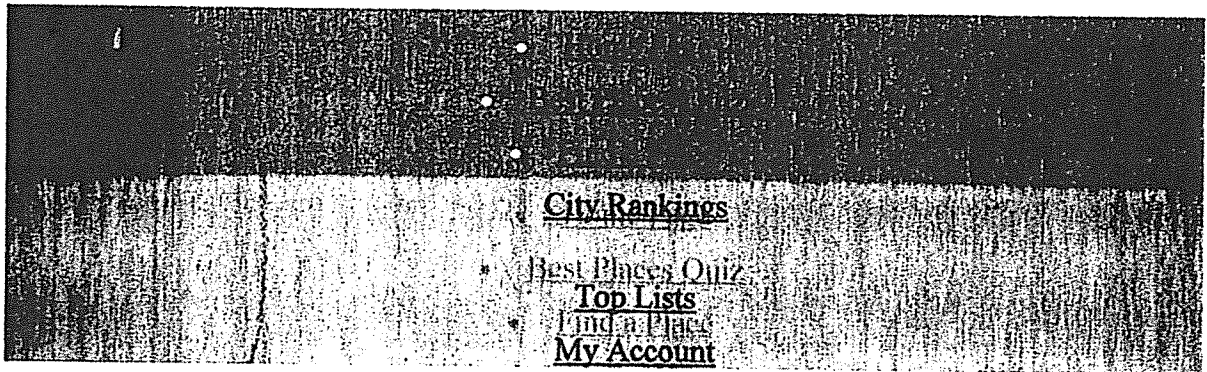 City Rankings
Best Places Quiz
Top Lists
Find a Place
My Account